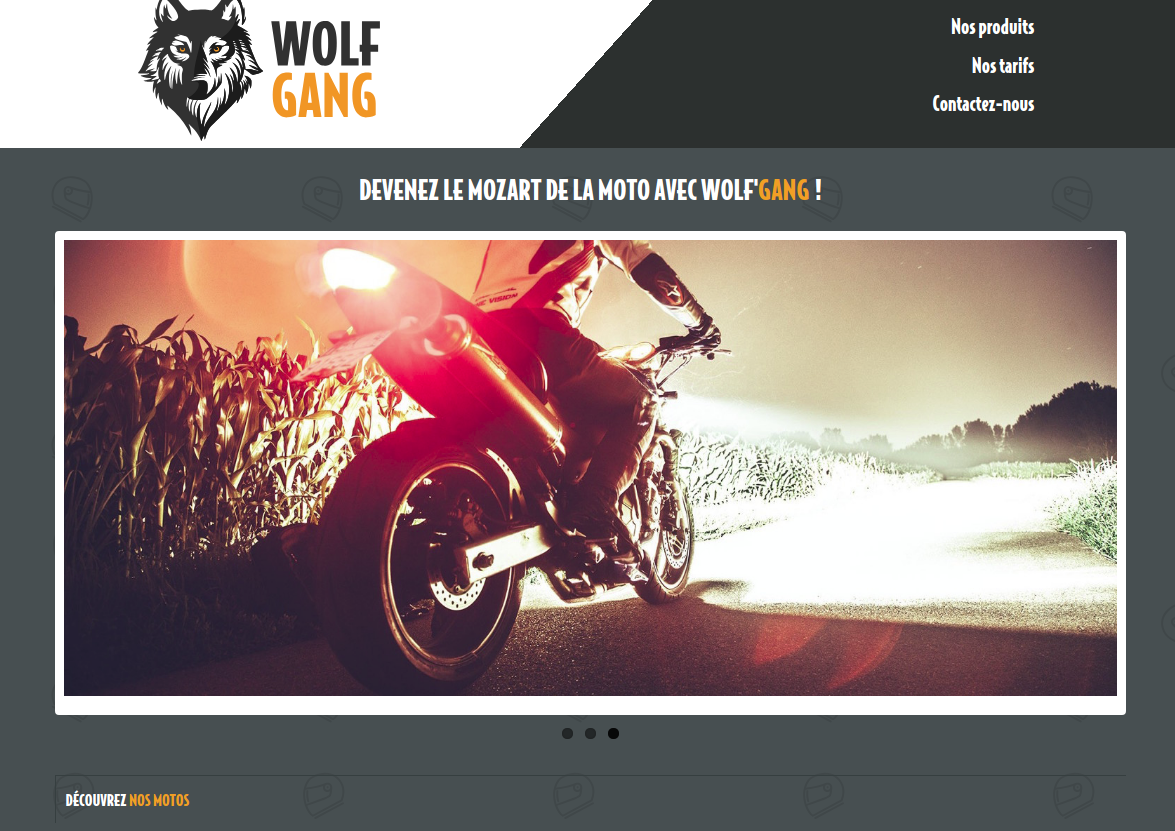 WOLF
GANG
Nos produits
Nos tarifs
Contactez-nous
DEVENEZ LE MOZART DE LA MOTO AVEC WOLF'GANG !
DÉCOUVREZ NOS MOTOS